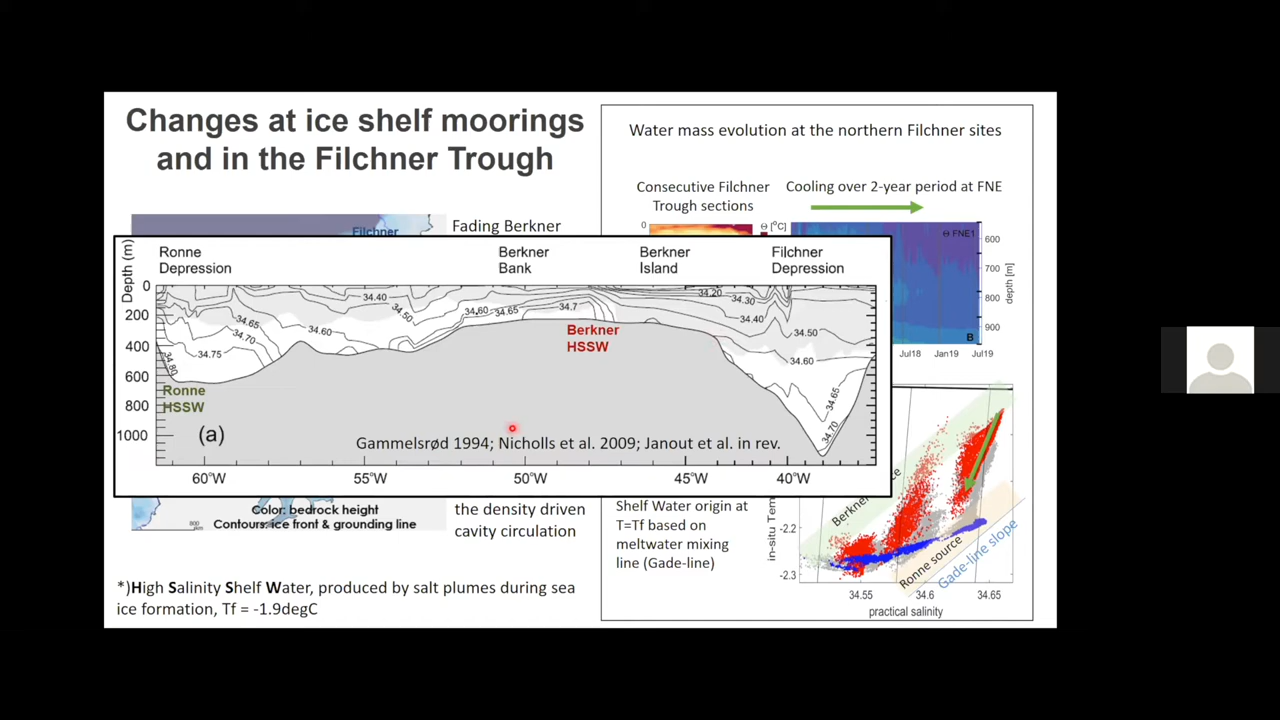 Changes at ice shelf moorings
and in the Filchner Trough
Water mass evolution at the northern Filchner sites
Consecutive Filchner
Trough sections
Cooling over 2-year period at FNE
Filchner
Fading Berkner
0
Θ [°C]
Θ FNE1
600
700
800
900
depth [m]
B
Jul18 Jan19 Jul19
Depth (m)
Ronne
Depression
Berkner
Bank
Berkner
Island
Filchner
Depression
0
200
400
600
800
1000
34.40
34.50
34.60
34.65
34.7
34.20
34.30
34.40
34.50
34.60
34.65
34.70
34.65
34.70
34.75
34.80
34.60
Berkner
HSSW
Ronne
HSSW
(a)
Gammelsrød 1994; Nicholls et al. 2009; Janout et al. in rev.
60°W 55°W 50°W 45°W 40°W
800
km
Color: bedrock height
Contours: ice front & grounding line
the density driven
cavity circulation
Shelf Water origin at
T=Tf based on
meltwater mixing
line (Gade-line)
in-situ Tem
-2.2
-2.3
Ronne source
Gade-line slope
34.55 34.6 34.65
practical salinity
*)High Salinity Shelf Water, produced by salt plumes during sea
ice formation, Tf = -1.9degC